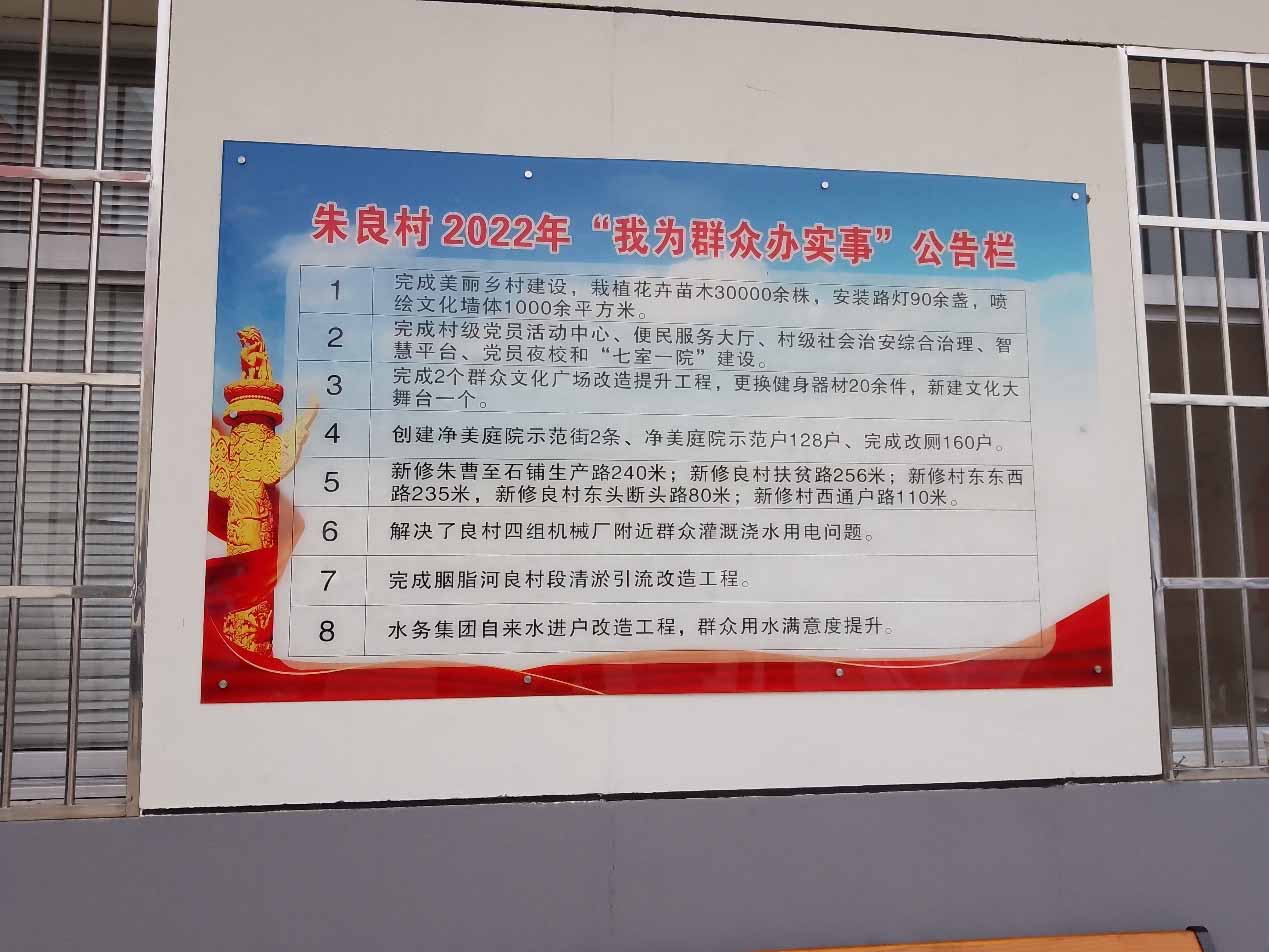 朱良村2022年“我为群众办实事”公告栏
1 完成美丽乡村建设，栽植花卉苗木30000余株，安装路灯90余盏，喷
绘文化墙体1000余平方米。
2 完成村级党员活动中心、便民服务大厅、村级社会治安综合治理、智
慧平台、党员夜校和“七室一院”建设。
3 完成2个群众文化广场改造提升工程，更换健身器材20余件，新建文化大
舞台一个。
4 创建净美庭院示范街2条、净美庭院示范户128户、完成改厕160户。
5 新修朱曹至石铺生产路240米；新修良村扶贫路256米；新修村东东西
路235米，新修良村东头断头路80米；新修村西通户路110米。
6 解决了良村四组机械厂附近群众灌溉浇水用电问题。
7 完成胭脂河良村段清淤引流改造工程。
8 水务集团自来水进户改造工程，群众用水满意度提升。